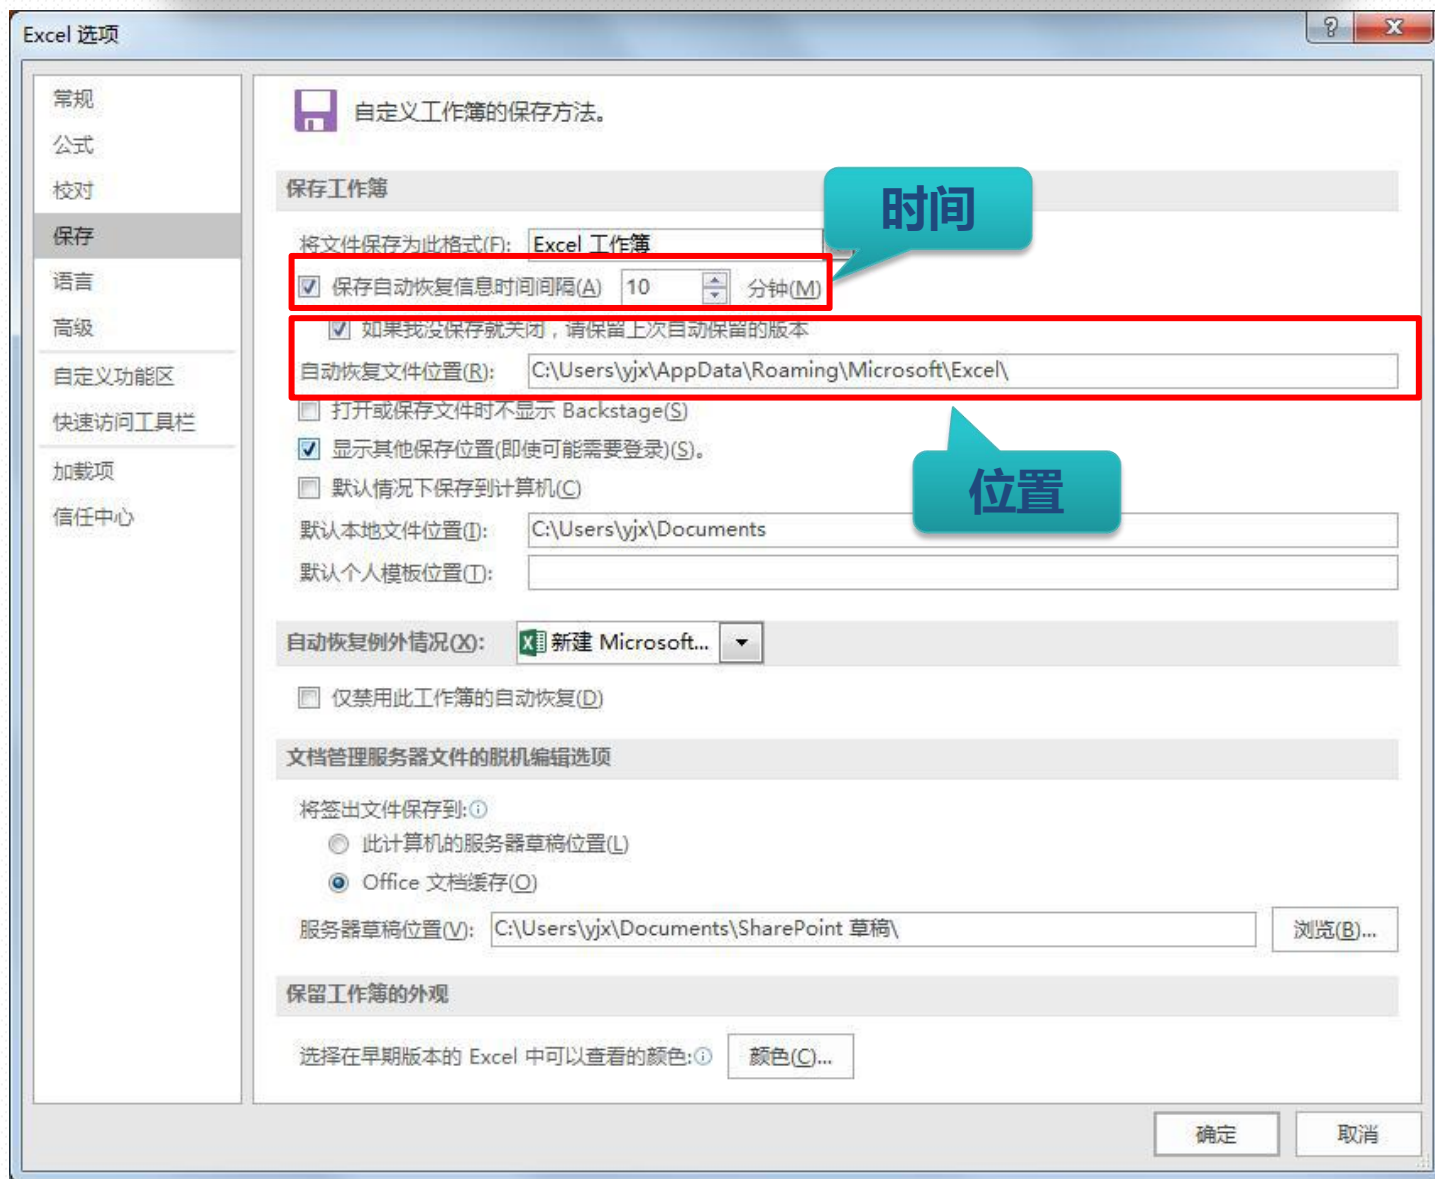 Excel 选项
常规
公式
校对
保存
语言
高级
自定义功能区
快速访问工具栏
加载项
信任中心
自定义工作簿的保存方法。
保存工作簿
时间
将文件保存为此格式(F): Excel 工作簿
保存自动恢复信息时间间隔(A) 10 分钟(M)
如果我没保存就关闭，请保留上次自动保留的版本
自动恢复文件位置(R): C:\Users\yjx\AppData\Roaming\Microsoft\Excel\
打开或保存文件时不显示 Backstage(S)
显示其他保存位置(即使可能需要登录)(S)。
位置
默认情况下保存到计算机(C)
默认本地文件位置(I): C:\Users\yjx\Documents
默认个人模板位置(T):
自动恢复例外情况(X): 新建 Microsoft...
仅禁用此工作簿的自动恢复(D)
文档管理服务器文件的脱机编辑选项
将签出文件保存到:
此计算机的服务器草稿位置(L)
Office 文档缓存(O)
服务器草稿位置(V): C:\Users\yjx\Documents\SharePoint 草稿\ 浏览(B)...
保留工作簿的外观
选择在早期版本的 Excel 中可以查看的颜色: 颜色(C)...
确定 取消